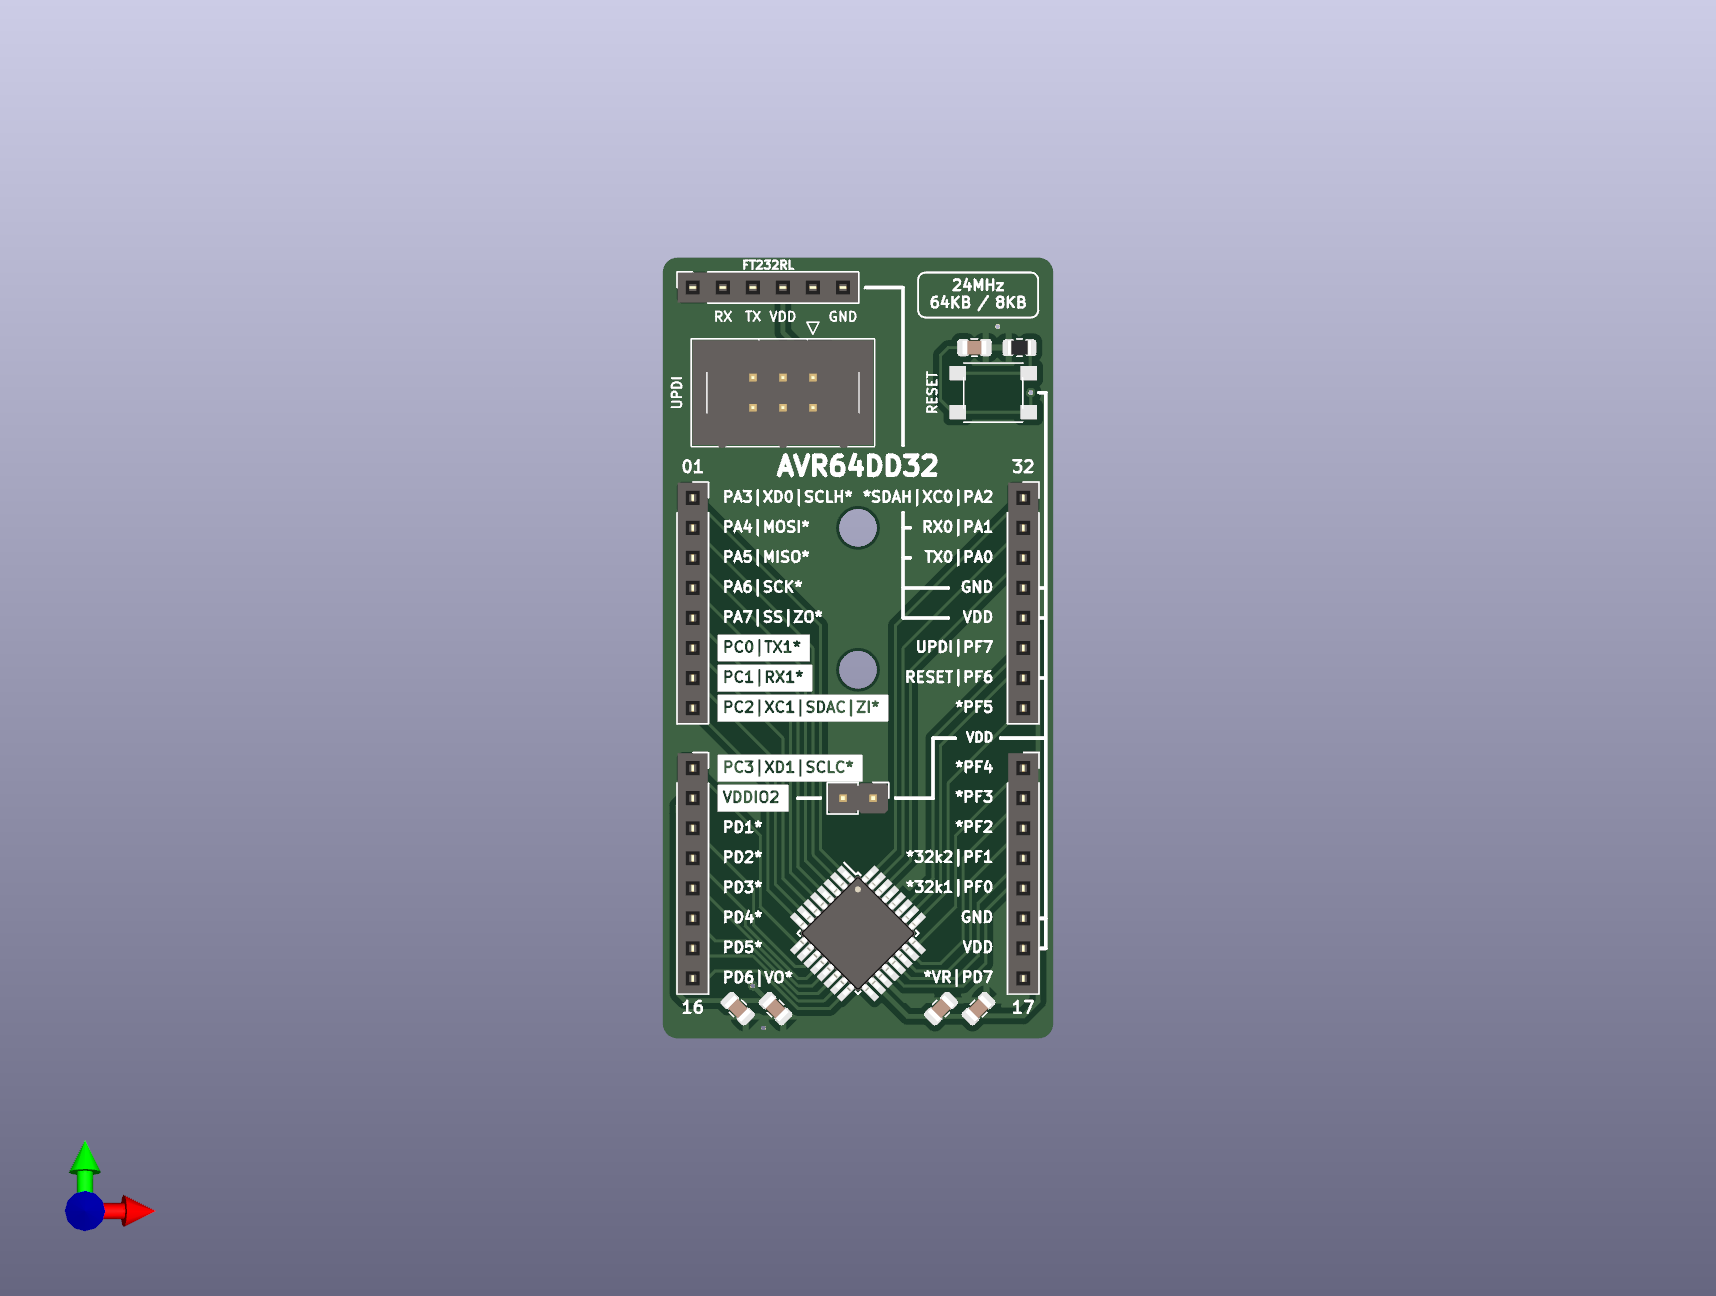 FT232RL
RX TX VDD GND
24MHz
64KB / 8KB
UPDI
RESET
AVR64DD32
01
32
PA3|XD0|SCLH*
*SDAH|XC0|PA2
PA4|MOSI*
RX0|PA1
PA5|MISO*
TX0|PA0
PA6|SCK*
GND
PA7|SS|ZO*
VDD
PC0|TX1*
UPDI|PF7
PC1|RX1*
RESET|PF6
PC2|XC1|SDAC|ZI*
*PF5
VDD
PC3|XD1|SCLC*
*PF4
VDDIO2
*PF3
PD1*
*PF2
PD2*
*32k2|PF1
PD3*
*32k1|PF0
PD4*
GND
PD5*
VDD
PD6|VO*
*VR|PD7
16
17